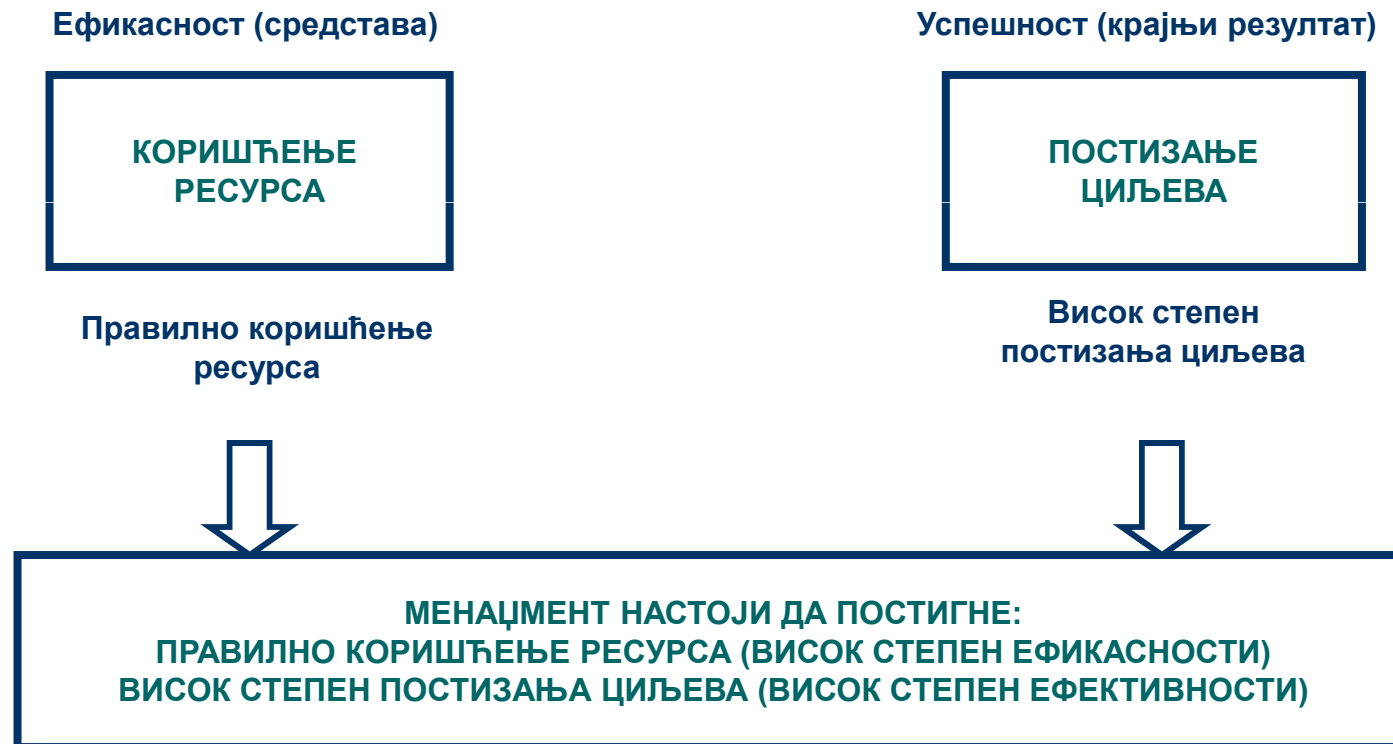 Ефикасност (средстава)
Успешност (крајњи резултат)
КОРИШЋЕЊЕ
РЕСУРСА
ПОСТИЗАЊЕ
ЦИЉЕВА
Правилно коришћење
ресурса
Висок степен
постизања циљева
МЕНАЏМЕНТ НАСТОЈИ ДА ПОСТИГНЕ:
ПРАВИЛНО КОРИШЋЕЊЕ РЕСУРСА (ВИСОК СТЕПЕН ЕФИКАСНОСТИ)
ВИСОК СТЕПЕН ПОСТИЗАЊА ЦИЉЕВА (ВИСОК СТЕПЕН ЕФЕКТИВНОСТИ)